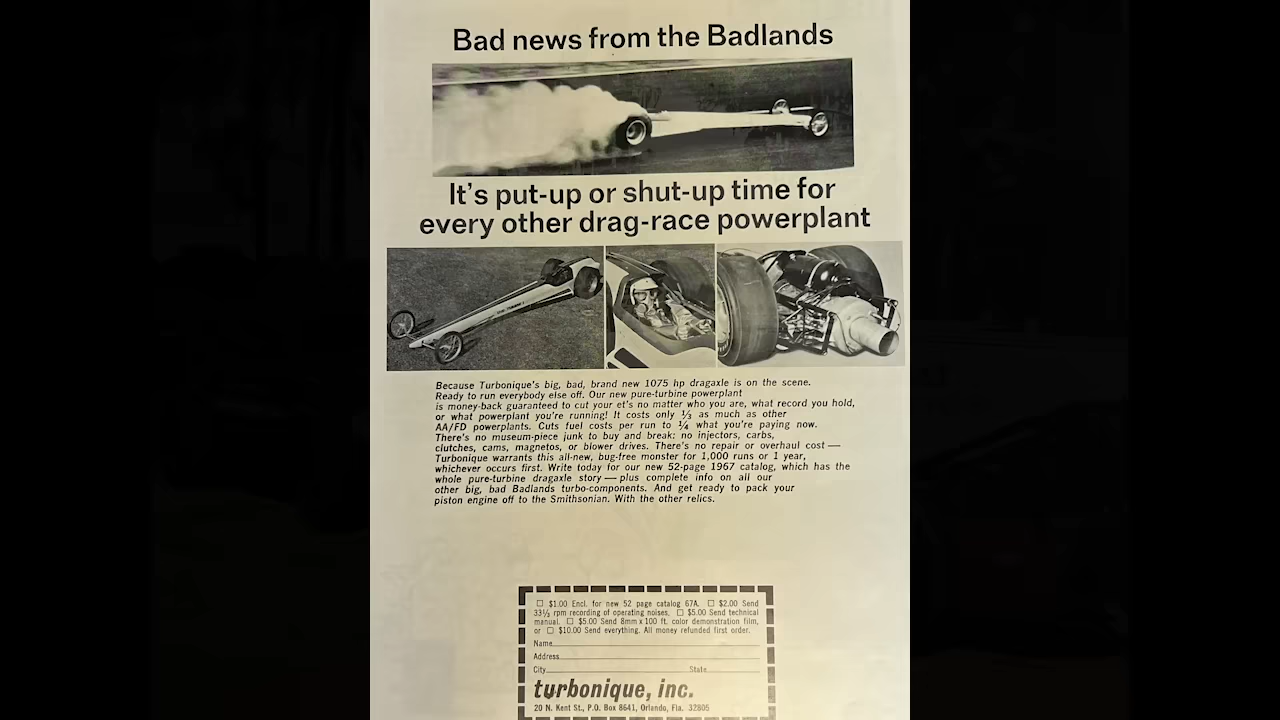 Bad news from the Badlands
It's put-up or shut-up time for
every other drag-race powerplant
Because Turbonique's big, bad, brand new 1075 hp dragaxle is on the scene.
Ready to run everybody else off. Our new pure-turbine powerplant
is money-back guaranteed to cut your et's no matter who you are, what record you hold,
or what powerplant you're running! It costs only 1/3 as much as other
AA/FD powerplants. Cuts fuel costs per run to 1/4 what you're paying now.
There's no museum-piece junk to buy and break: no injectors, carbs,
clutches, cams, magnetos, or blower drives. There's no repair or overhaul cost —
Turbonique warrants this all-new, bug-free monster for 1,000 runs or 1 year,
whichever occurs first. Write today for our new 52-page 1967 catalog, which has the
whole pure-turbine dragaxle story — plus complete info on all our
other big, bad Badlands turbo-components. And get ready to pack your
piston engine off to the Smithsonian. With the other relics.
☐ $1.00 Encl. for new 52 page catalog 67A. ☐ $2.00 Send
33 1/3 rpm recording of operating noises. ☐ $5.00 Send technical
manual. ☐ $5.00 Send 8mm x 100 ft. color demonstration film,
or ☐ $10.00 Send everything. All money refunded first order.
Name
Address
City State
turbonique, inc.
20 N. Kent St., P.O. Box 8641, Orlando, Fla. 32805